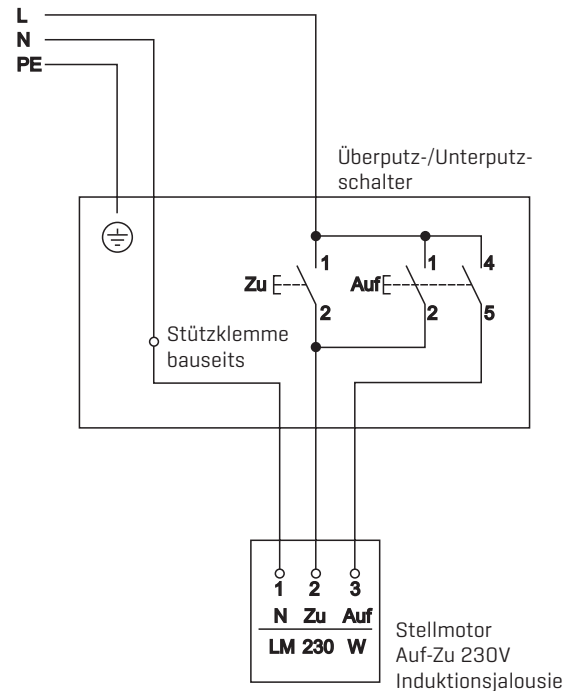 L
N
PE
Überputz-/Unterputz-
schalter
1 1 4
Zu Auf
2 2 5
Stützklemme
bauseits
1 2 3
N Zu Auf
LM 230 W
Stellmotor
Auf-Zu 230V
Induktionsjalousie